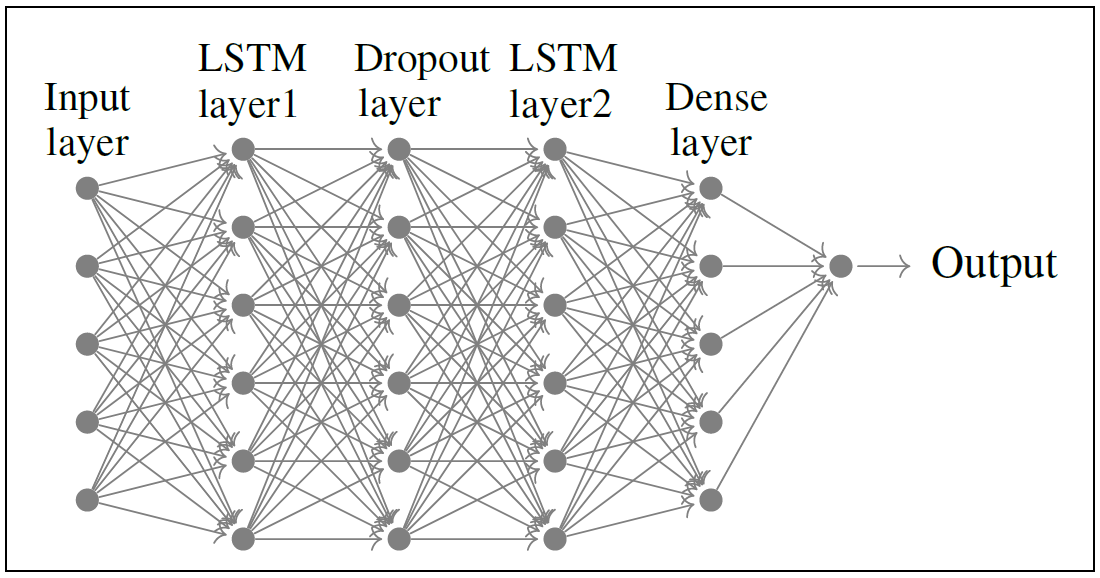 Input
layer
LSTM
layer1
Dropout
layer
LSTM
layer2
Dense
layer
Output